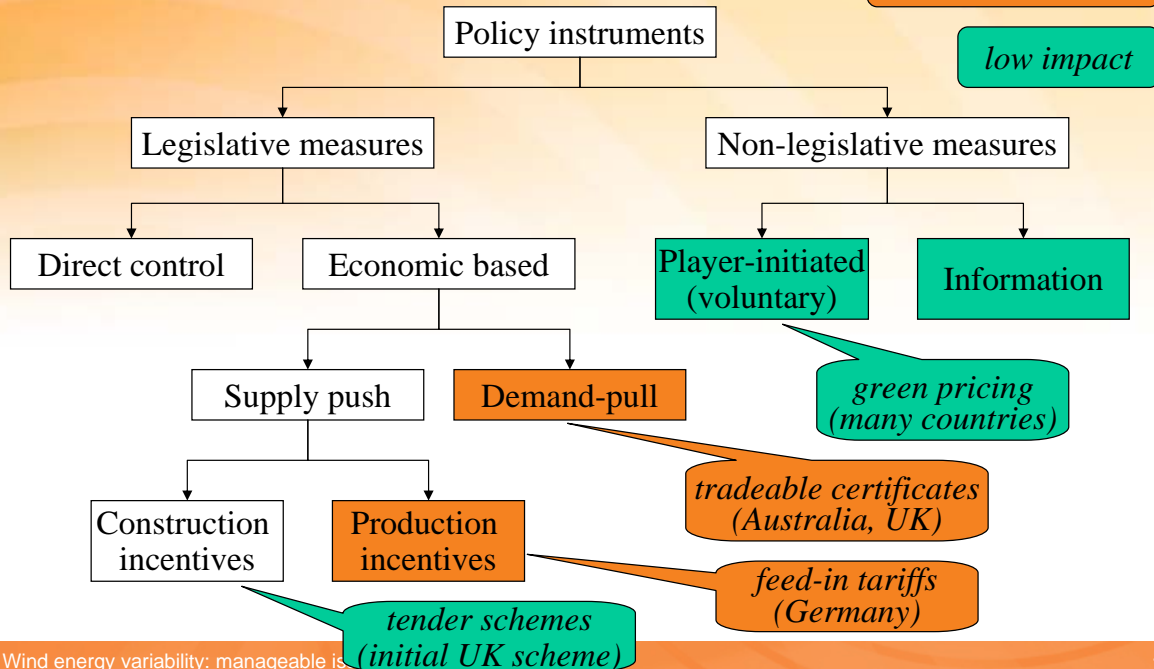 Policy instruments
low impact
Legislative measures
Non-legislative measures
Direct control
Economic based
Player-initiated
(voluntary)
Information
Supply push
Demand-pull
green pricing
(many countries)
tradeable certificates
(Australia, UK)
Construction
incentives
Production
incentives
feed-in tariffs
(Germany)
tender schemes
(initial UK scheme)
Wind energy variability: manageable